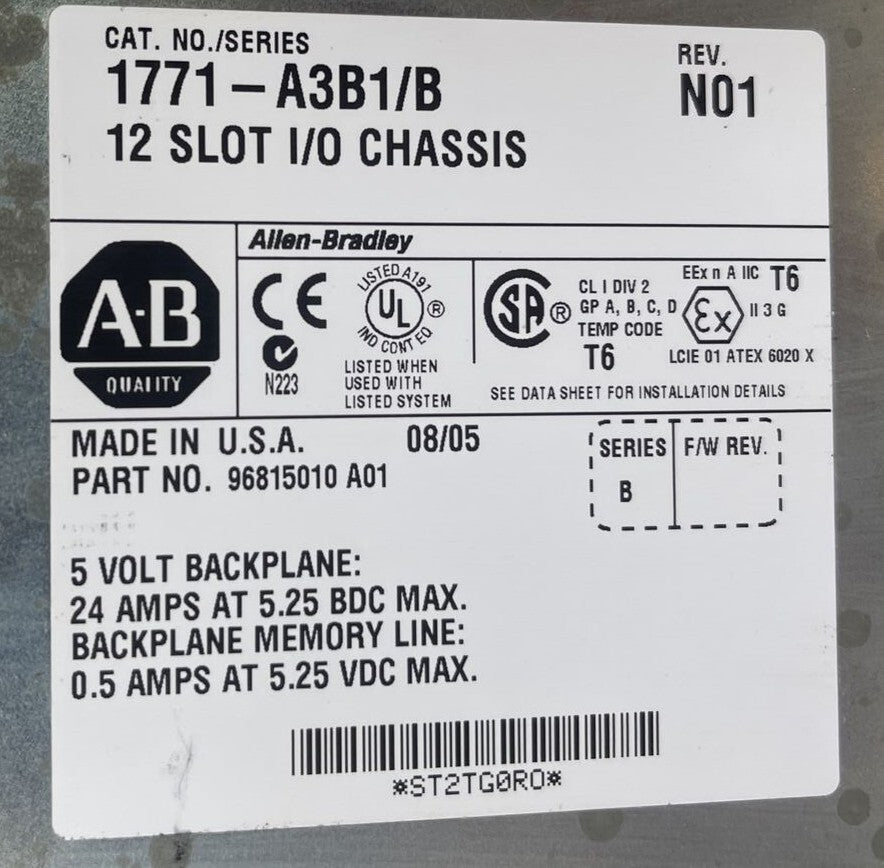 CAT. NO./SERIES
1771-A3B1/B
12 SLOT I/O CHASSIS
REV.
N01
Allen-Bradley
A-B
QUALITY
CE
N223
LISTED A191
UL ®
IND CONT EQ
LISTED WHEN
USED WITH
LISTED SYSTEM
SA ®
CL I DIV 2
GP A, B, C, D
TEMP CODE
T6
EEx n A IIC T6
Ex II 3 G
LCIE 01 ATEX 6020 X
SEE DATA SHEET FOR INSTALLATION DETAILS
MADE IN U.S.A. 08/05
PART NO. 96815010 A01
SERIES F/W REV.
B
5 VOLT BACKPLANE:
24 AMPS AT 5.25 BDC MAX.
BACKPLANE MEMORY LINE:
0.5 AMPS AT 5.25 VDC MAX.
*ST2TG0RO*